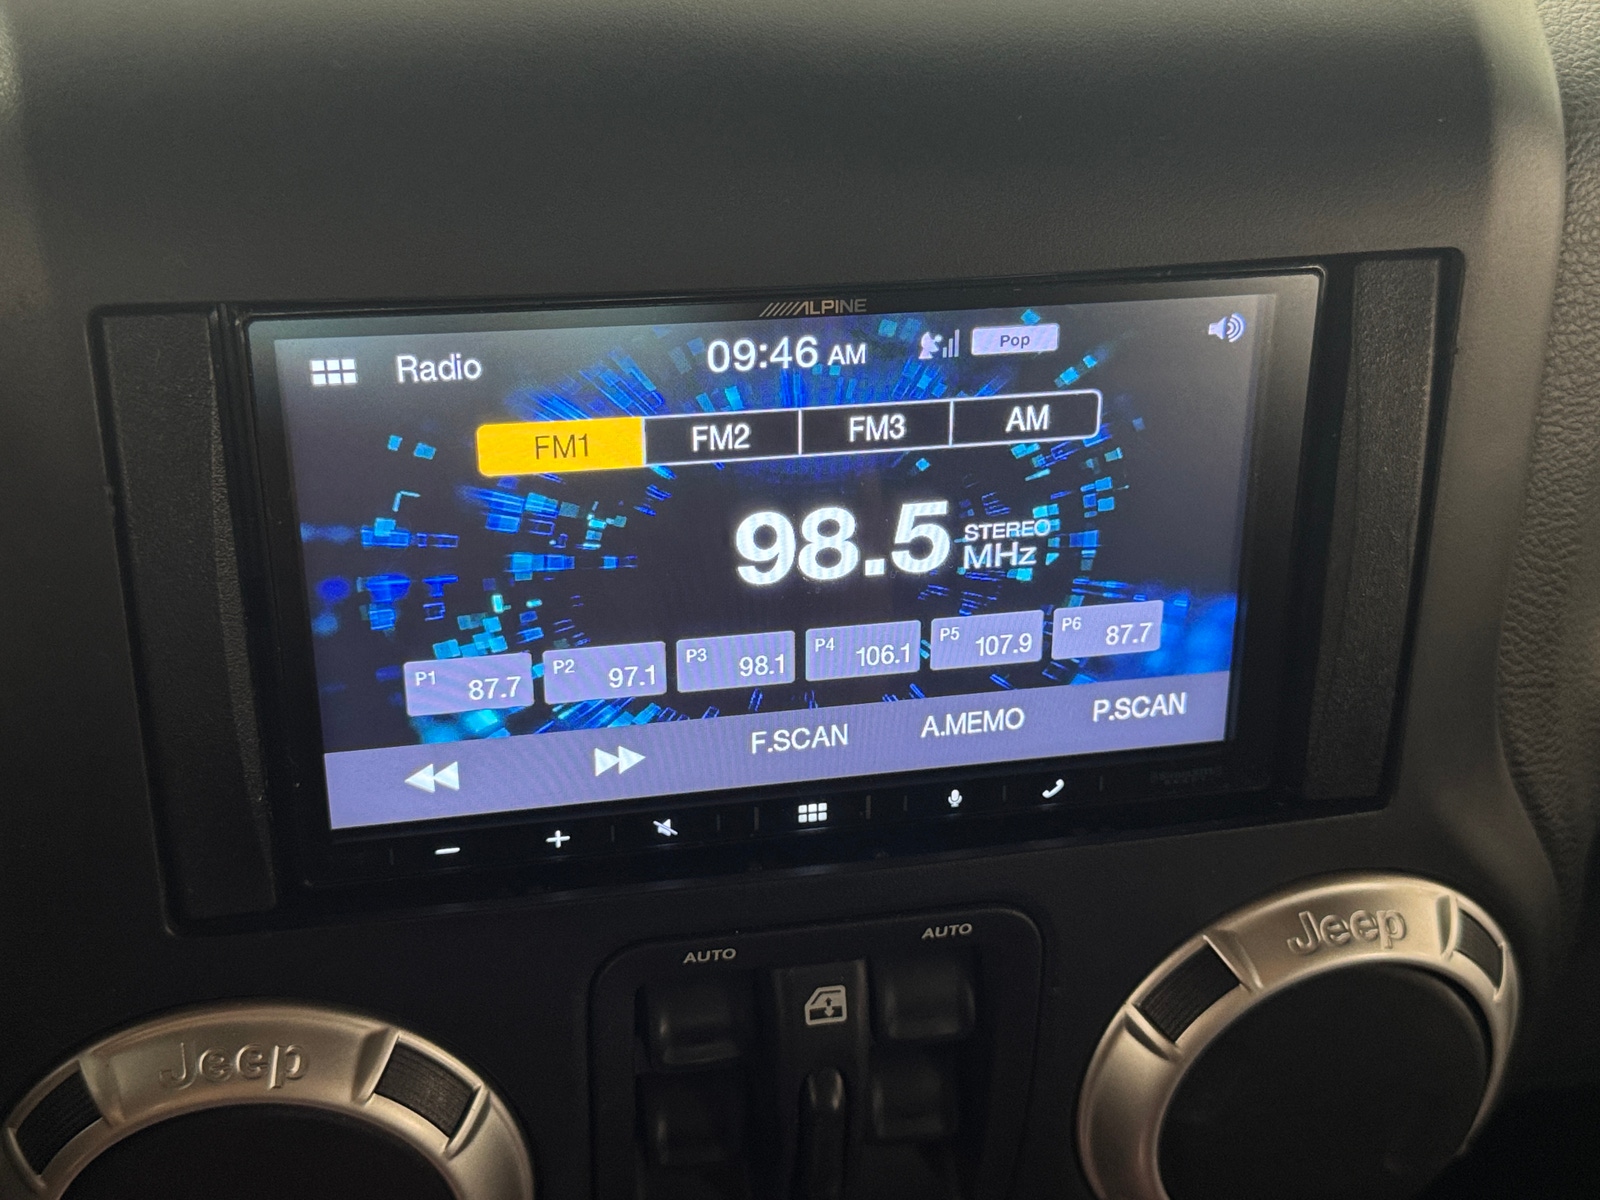 ALPINE
Radio
09:46 AM
Pop
FM1 FM2 FM3 AM
98.5 STEREO MHz
P1 87.7 P2 97.1 P3 98.1 P4 106.1 P5 107.9 P6 87.7
F.SCAN A.MEMO P.SCAN
AUTO AUTO
Jeep Jeep